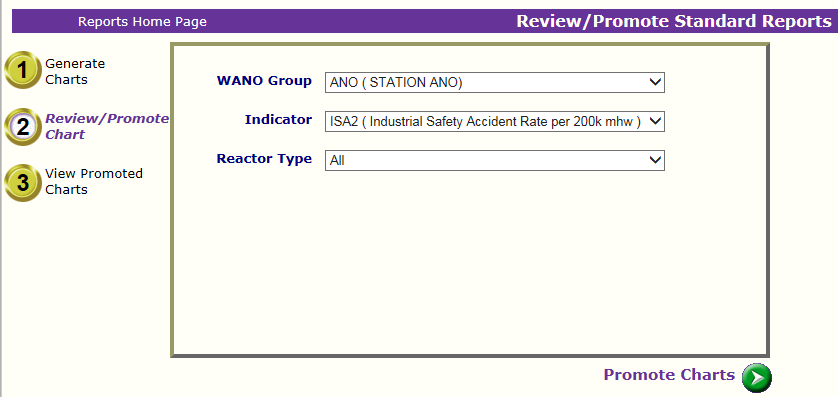 Reports Home Page
Review/Promote Standard Reports
1
Generate
Charts
2
Review/Promote
Chart
3
View Promoted
Charts
WANO Group
ANO ( STATION ANO)
Indicator
ISA2 ( Industrial Safety Accident Rate per 200k mhw )
Reactor Type
All
Promote Charts